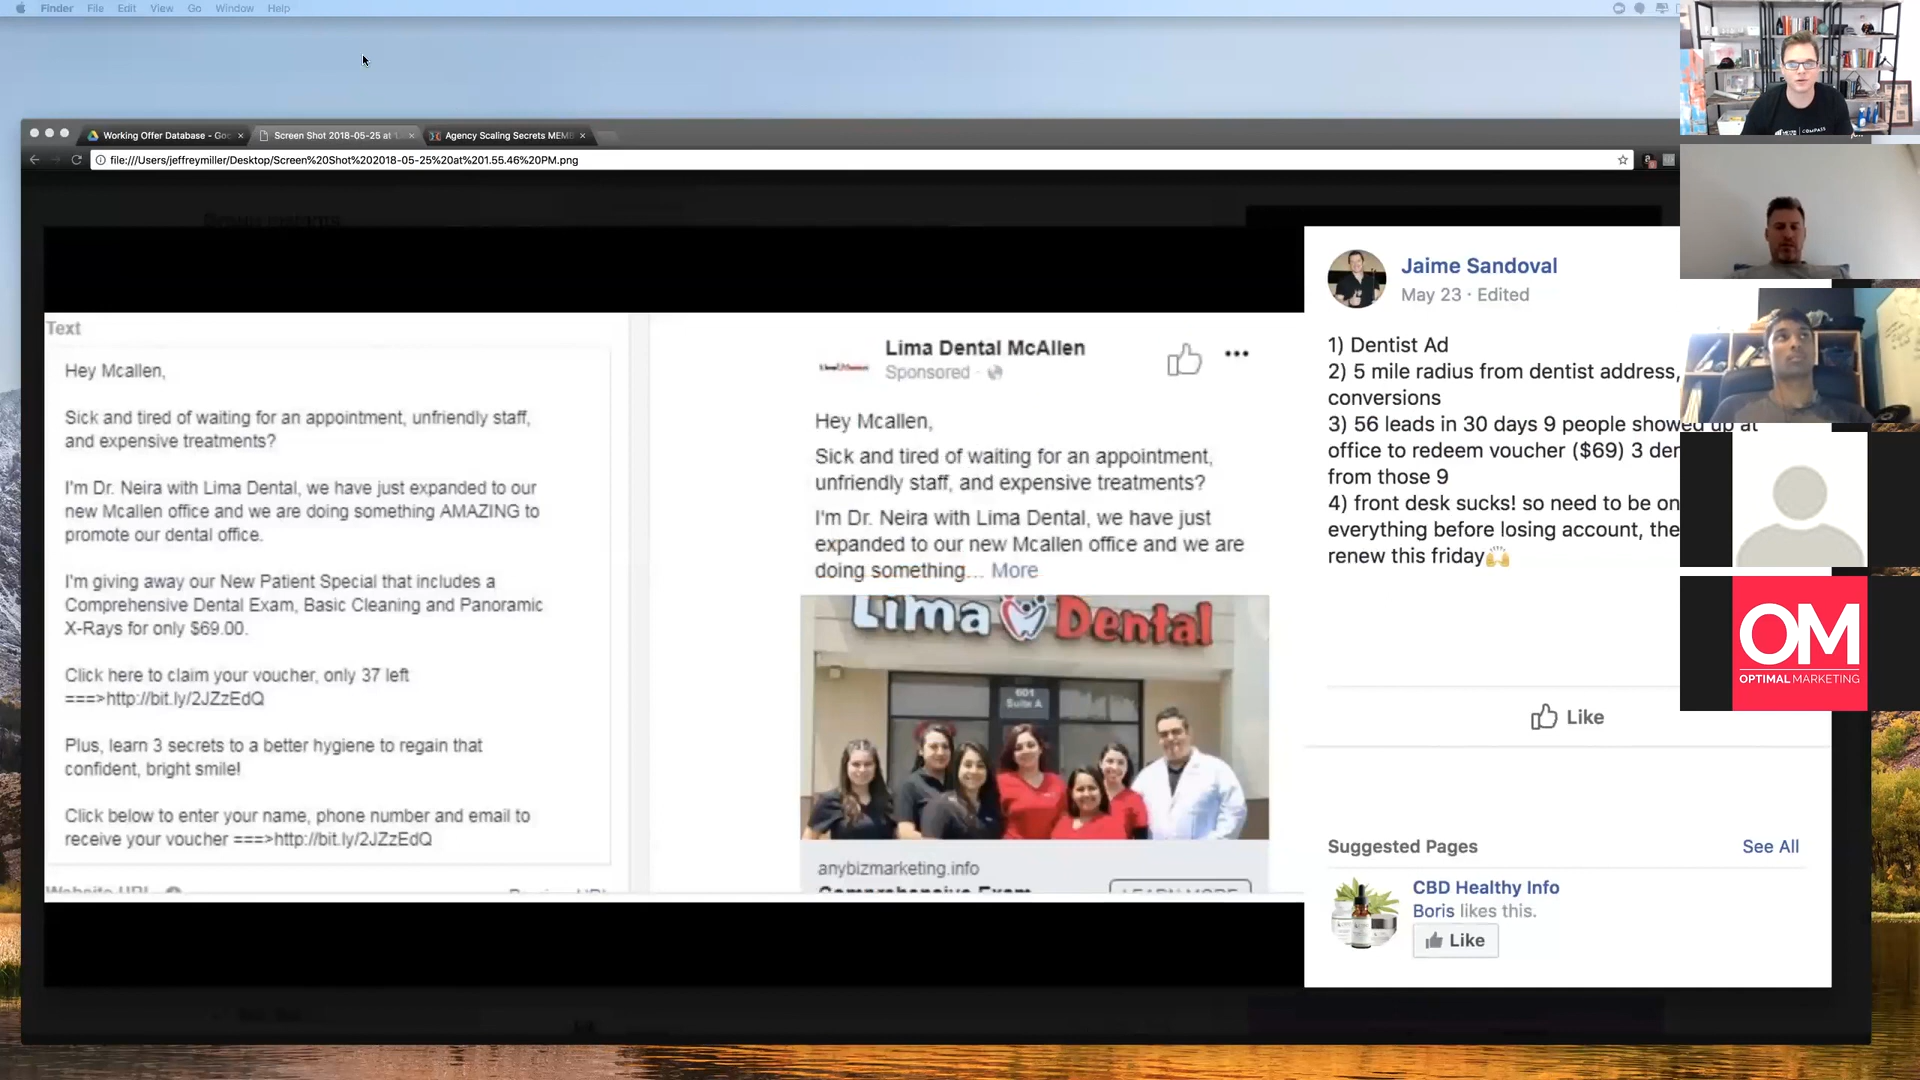 Finder File Edit View Go Window Help
Working Offer Database - Goo
Screen Shot 2018-05-25 at 1.
Agency Scaling Secrets MEMB
file:///Users/jeffreymiller/Desktop/Screen%20Shot%202018-05-25%20at%201.55.46%20PM.png
Text
Hey Mcallen,
Sick and tired of waiting for an appointment, unfriendly staff,
and expensive treatments?
I'm Dr. Neira with Lima Dental, we have just expanded to our
new Mcallen office and we are doing something AMAZING to
promote our dental office.
I'm giving away our New Patient Special that includes a
Comprehensive Dental Exam, Basic Cleaning and Panoramic
X-Rays for only $69.00.
Click here to claim your voucher, only 37 left
===>http://bit.ly/2JZzEdQ
Plus, learn 3 secrets to a better hygiene to regain that
confident, bright smile!
Click below to enter your name, phone number and email to
receive your voucher ===>http://bit.ly/2JZzEdQ
Website URL
Lima Dental McAllen
Sponsored ·
Hey Mcallen,
Sick and tired of waiting for an appointment,
unfriendly staff, and expensive treatments?
I'm Dr. Neira with Lima Dental, we have just
expanded to our new Mcallen office and we are
doing something... More
Lima Dental
601
Suite A
anybizmarketing.info
Comprehensive Exam
LEARN MORE
Jaime Sandoval
May 23 · Edited
1) Dentist Ad
2) 5 mile radius from dentist address,
conversions
3) 56 leads in 30 days 9 people showed up at
office to redeem voucher ($69) 3 den
from those 9
4) front desk sucks! so need to be on
everything before losing account, the
renew this friday🙌
Like
Suggested Pages
See All
CBD Healthy Info
Boris likes this.
Like
COMPASS
OM
OPTIMAL MARKETING